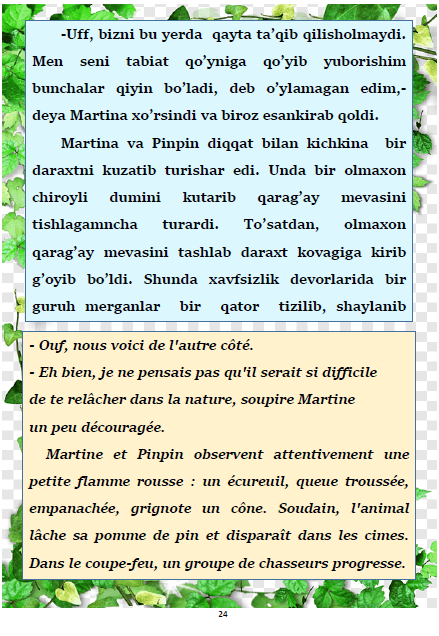 -Uff, bizni bu yerda qayta ta’qib qilisholmaydi.
Men seni tabiat qo’yniga qo’yib yuborishim
bunchalar qiyin bo’ladi, deb o’ylamagan edim,-
deya Martina xo’rsindi va biroz esankirab qoldi.
Martina va Pinpin diqqat bilan kichkina bir
daraxtni kuzatib turishar edi. Unda bir olmaxon
chiroyli dumini kutarib qarag’ay mevasini
tishlagamncha turardi. To’satdan, olmaxon
qarag’ay mevasini tashlab daraxt kovagiga kirib
g’oyib bo’ldi. Shunda xavfsizlik devorlarida bir
guruh merganlar bir qator tizilib, shaylanib
- Ouf, nous voici de l'autre côté.
- Eh bien, je ne pensais pas qu'il serait si difficile
de te relâcher dans la nature, soupire Martine
un peu découragée.
Martine et Pinpin observent attentivement une
petite flamme rousse : un écureuil, queue troussée,
empanachée, grignote un cône. Soudain, l'animal
lâche sa pomme de pin et disparaît dans les cimes.
Dans le coupe-feu, un groupe de chasseurs progresse.
24